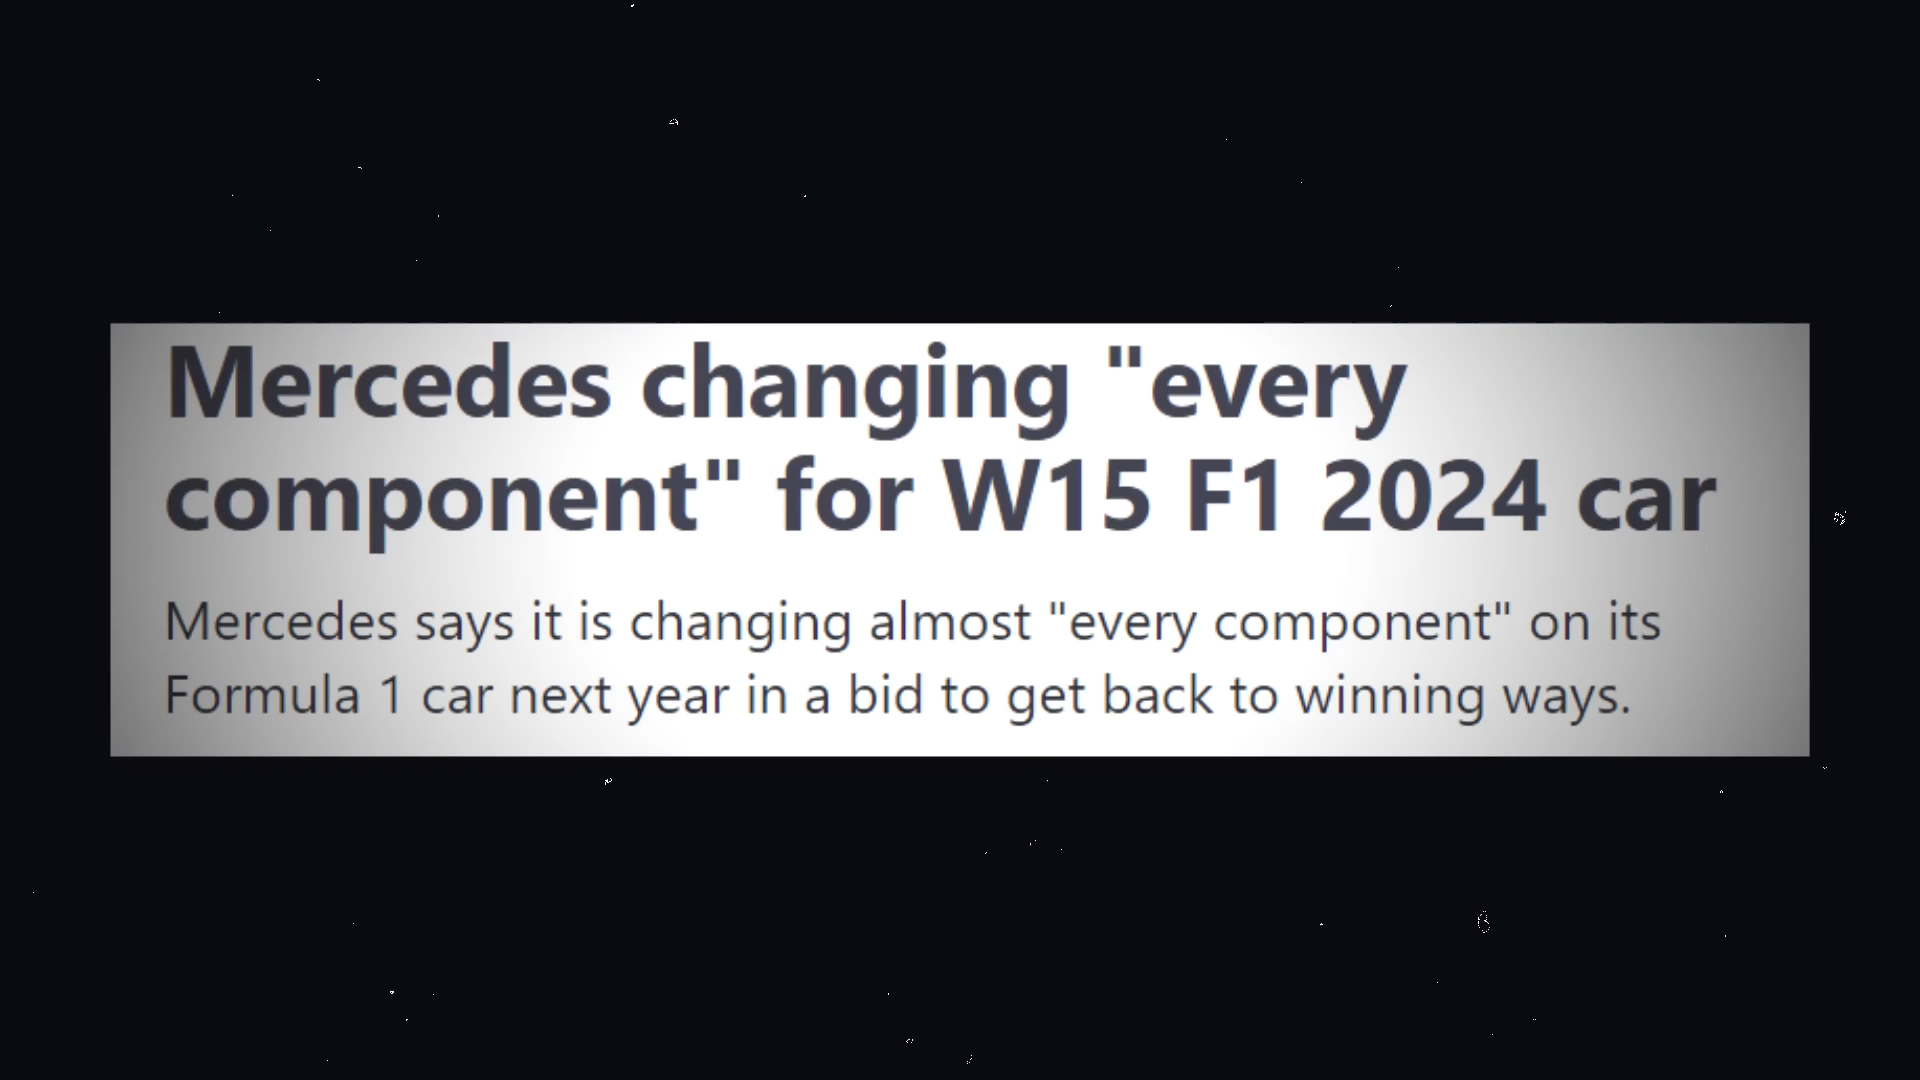 Mercedes changing "every
component" for W15 F1 2024 car
Mercedes says it is changing almost "every component" on its
Formula 1 car next year in a bid to get back to winning ways.